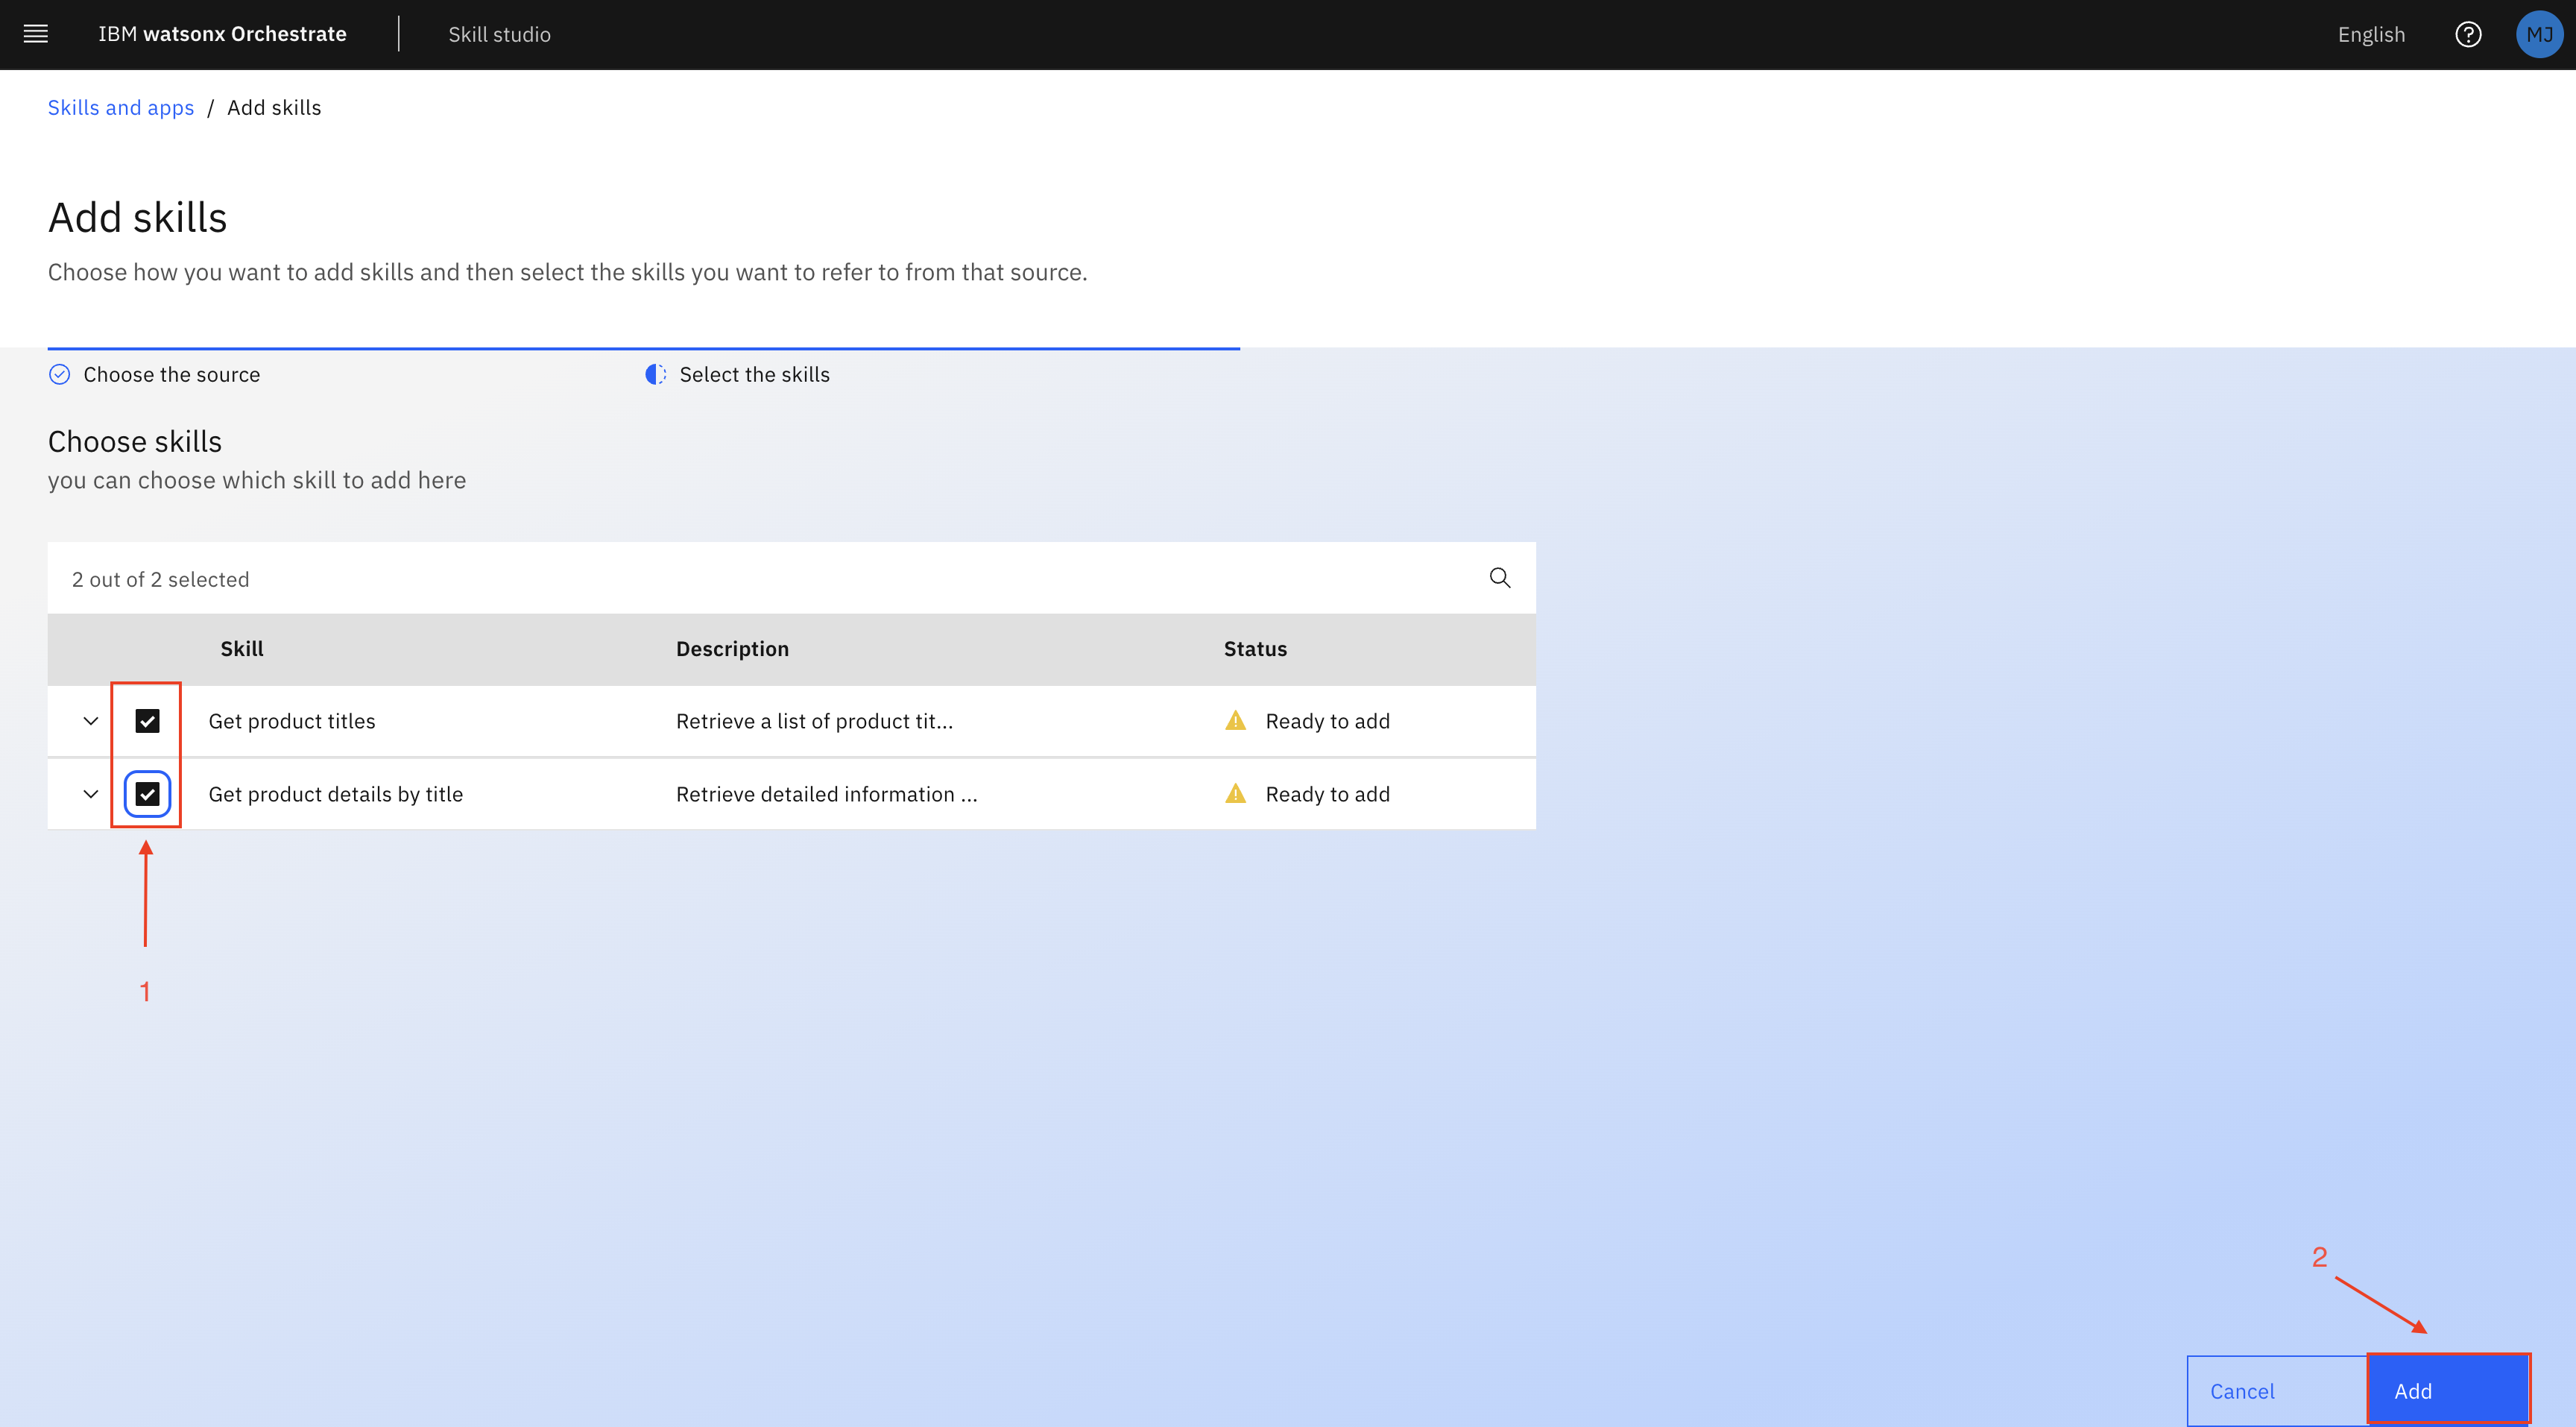 IBM watsonx Orchestrate
Skill studio
English
MJ
Skills and apps / Add skills
Add skills
Choose how you want to add skills and then select the skills you want to refer to from that source.
Choose the source
Select the skills
Choose skills
you can choose which skill to add here
2 out of 2 selected
Skill Description Status
Get product titles Retrieve a list of product tit... Ready to add
Get product details by title Retrieve detailed information ... Ready to add
1
2
Cancel
Add